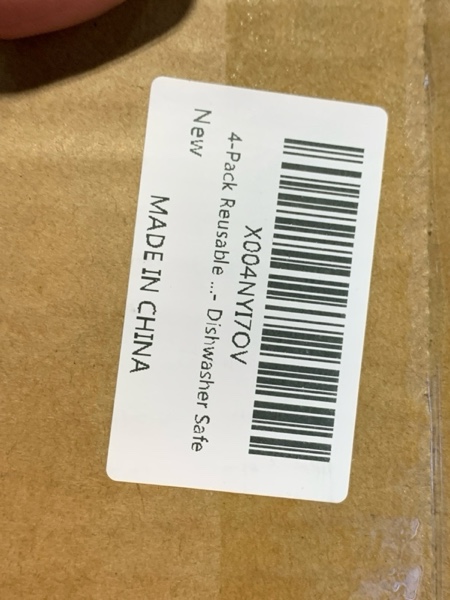 X004NYI7OV
4-Pack Reusable ...- Dishwasher Safe
New
MADE IN CHINA